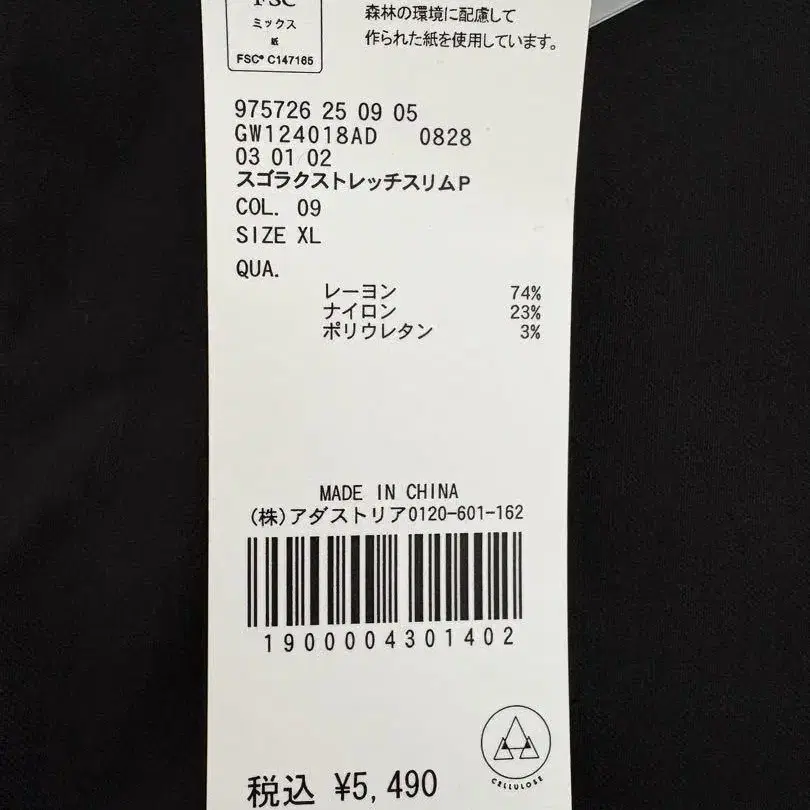 FSC
ミックス
紙
FSC® C147165
森林の環境に配慮して
作られた紙を使用しています。
975726 25 09 05
GW124018AD 0828
03 01 02
スゴラクストレッチスリムP
COL. 09
SIZE XL
QUA.
レーヨン 74%
ナイロン 23%
ポリウレタン 3%
MADE IN CHINA
(株)アダストリア0120-601-162
1900004301402
CELLULOSE
税込 ¥5,490